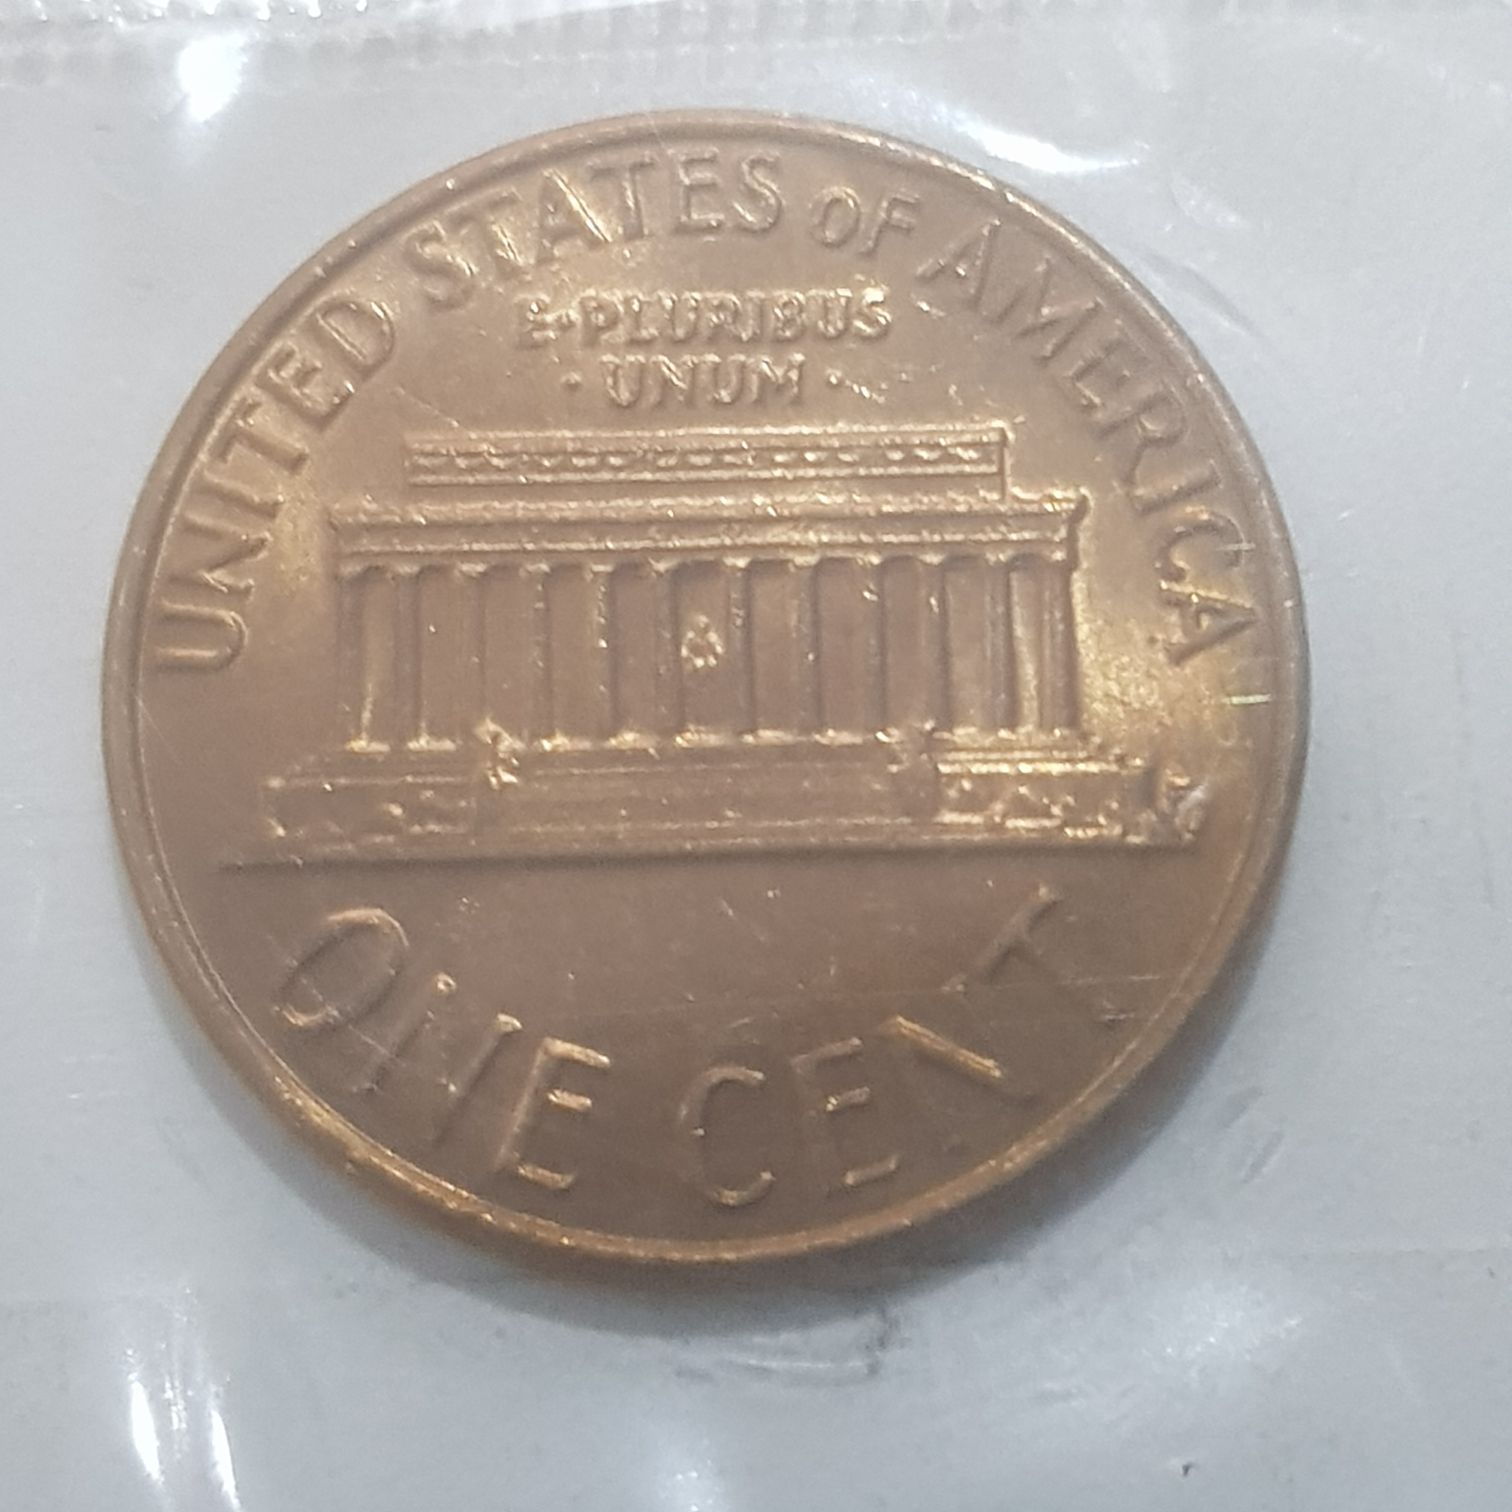 UNITED STATES OF AMERICA
E·PLURIBUS
·UNUM·
ONE CENT